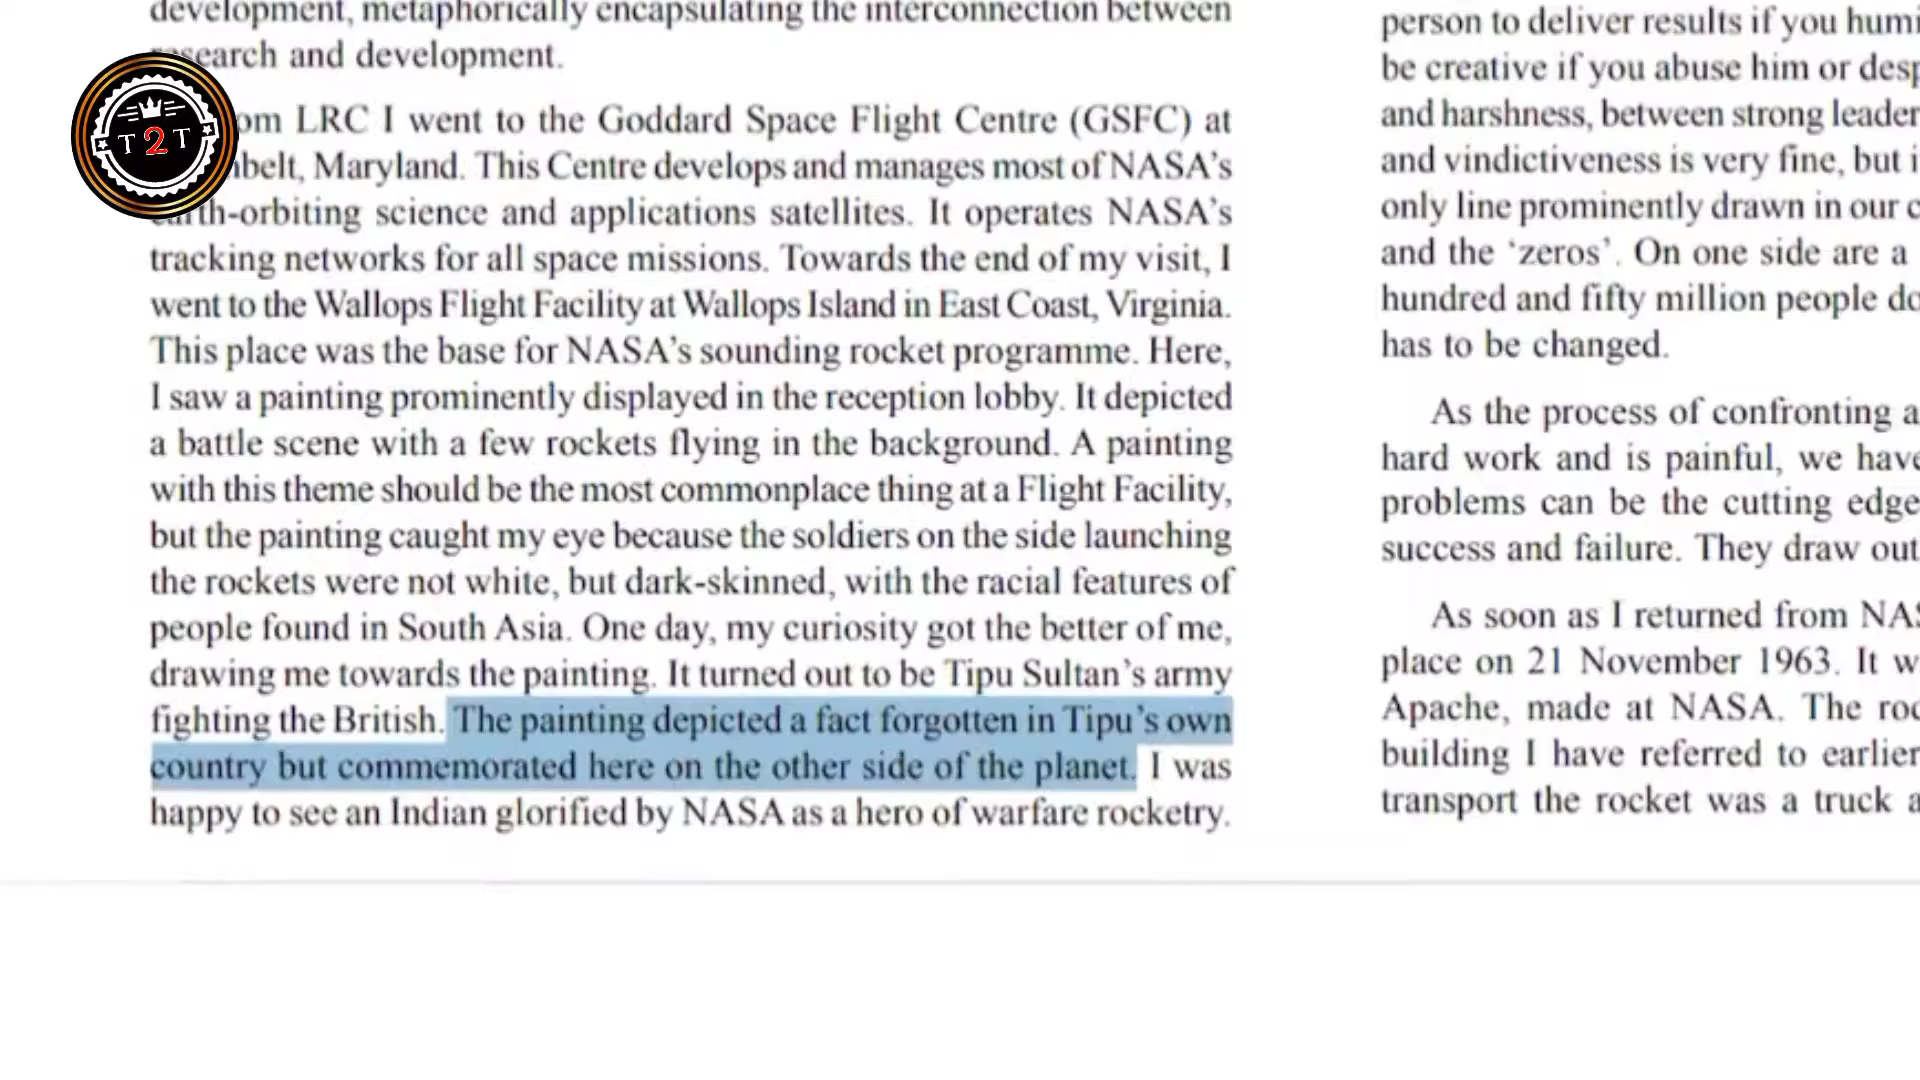 development, metaphorically encapsulating the interconnection between
research and development.
om LRC I went to the Goddard Space Flight Centre (GSFC) at
nbelt, Maryland. This Centre develops and manages most of NASA's
earth-orbiting science and applications satellites. It operates NASA's
tracking networks for all space missions. Towards the end of my visit, I
went to the Wallops Flight Facility at Wallops Island in East Coast, Virginia.
This place was the base for NASA's sounding rocket programme. Here,
I saw a painting prominently displayed in the reception lobby. It depicted
a battle scene with a few rockets flying in the background. A painting
with this theme should be the most commonplace thing at a Flight Facility,
but the painting caught my eye because the soldiers on the side launching
the rockets were not white, but dark-skinned, with the racial features of
people found in South Asia. One day, my curiosity got the better of me,
drawing me towards the painting. It turned out to be Tipu Sultan's army
fighting the British. The painting depicted a fact forgotten in Tipu's own
country but commemorated here on the other side of the planet. I was
happy to see an Indian glorified by NASA as a hero of warfare rocketry.
T 2 T
person to deliver results if you humi
be creative if you abuse him or desp
and harshness, between strong leader
and vindictiveness is very fine, but i
only line prominently drawn in our c
and the 'zeros'. On one side are a
hundred and fifty million people do
has to be changed.
As the process of confronting a
hard work and is painful, we have
problems can be the cutting edge
success and failure. They draw out
As soon as I returned from NAS
place on 21 November 1963. It w
Apache, made at NASA. The roc
building I have referred to earlier
transport the rocket was a truck a